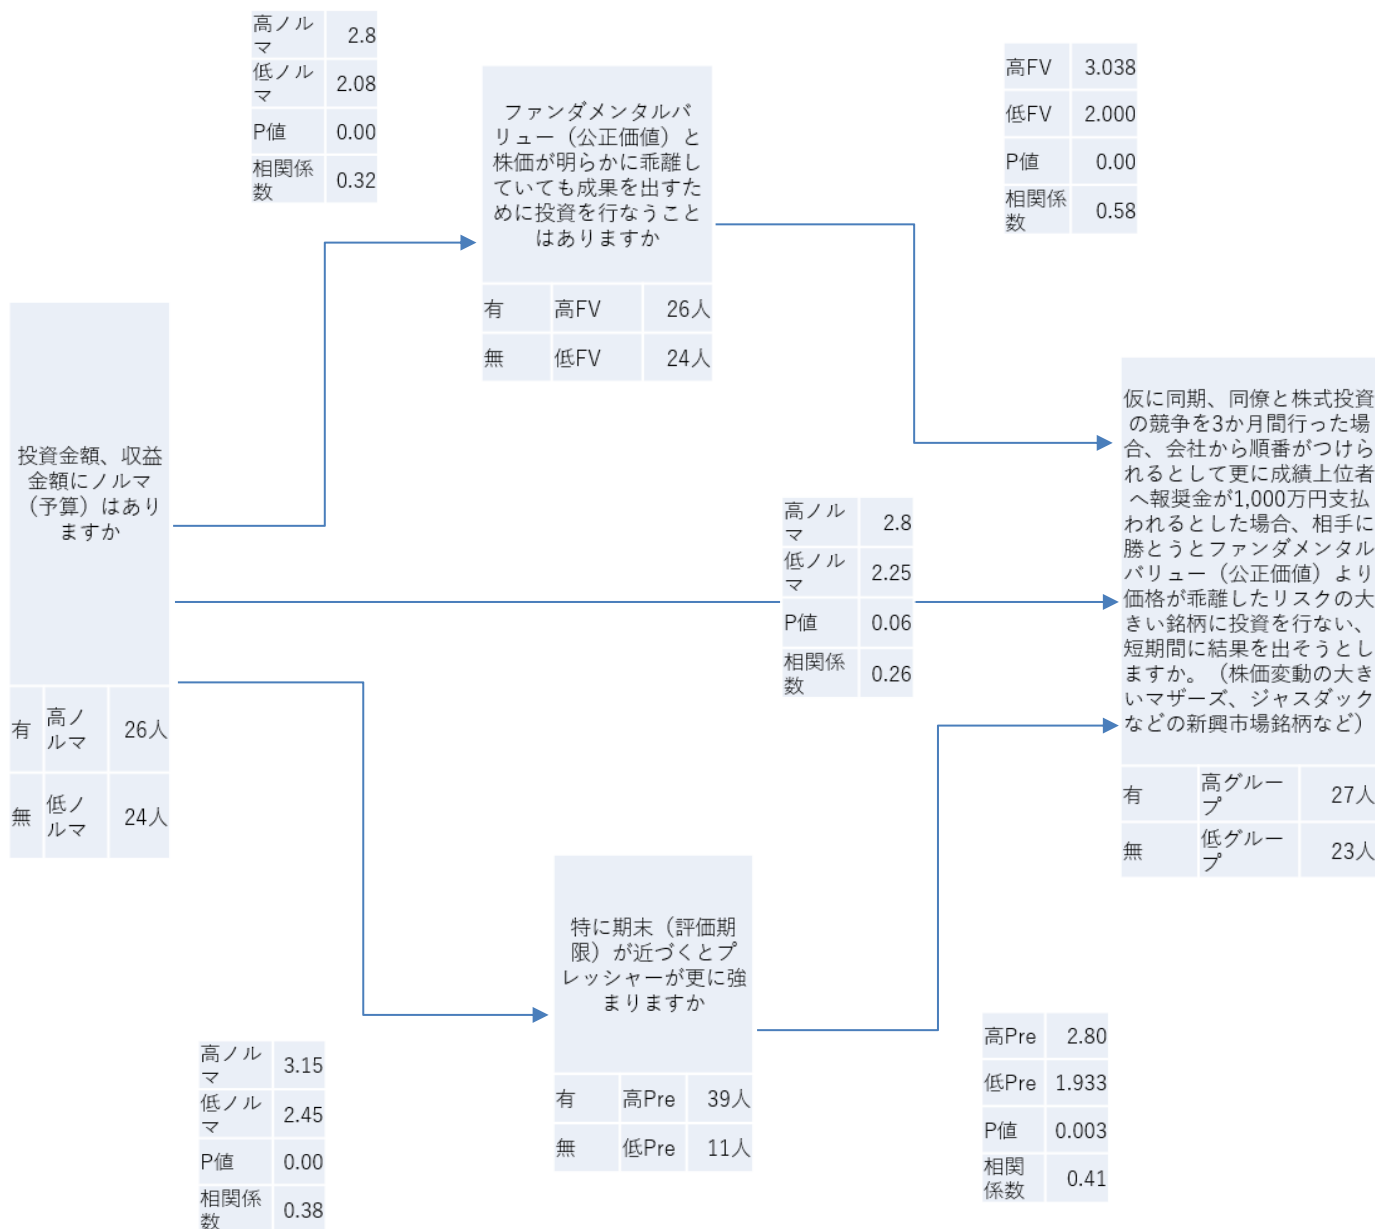 高ノル
マ
2.8
低ノル
マ
2.08
P値
0.00
相関係
数
0.32
ファンダメンタルバ
リュー（公正価値）と
株価が明らかに乖離し
ていても成果を出すた
めに投資を行なうこと
はありますか
有
高FV
26人
無
低FV
24人
高FV
3.038
低FV
2.000
P値
0.00
相関係
数
0.58
投資金額、収益
金額にノルマ
（予算）はあり
ますか
有
高ノ
ルマ
26人
無
低ノ
ルマ
24人
高ノル
マ
2.8
低ノル
マ
2.25
P値
0.06
相関係
数
0.26
仮に同期、同僚と株式投資
の競争を3か月間行った場
合、会社から順番がつけら
れるとして更に成績上位者
へ報奨金が1,000万円支払
われるとした場合、相手に
勝とうとファンダメンタル
バリュー（公正価値）より
価格が乖離したリスクの大
きい銘柄に投資を行ない、
短期間に結果を出そうとし
ますか。（株価変動の大き
いマザーズ、ジャスダック
などの新興市場銘柄など）
有
高グルー
プ
27人
無
低グルー
プ
23人
特に期末（評価期
限）が近づくとプ
レッシャーが更に強
まりますか
有
高Pre
39人
無
低Pre
11人
高ノル
マ
3.15
低ノル
マ
2.45
P値
0.00
相関係
数
0.38
高Pre
2.80
低Pre
1.933
P値
0.003
相関
係数
0.41